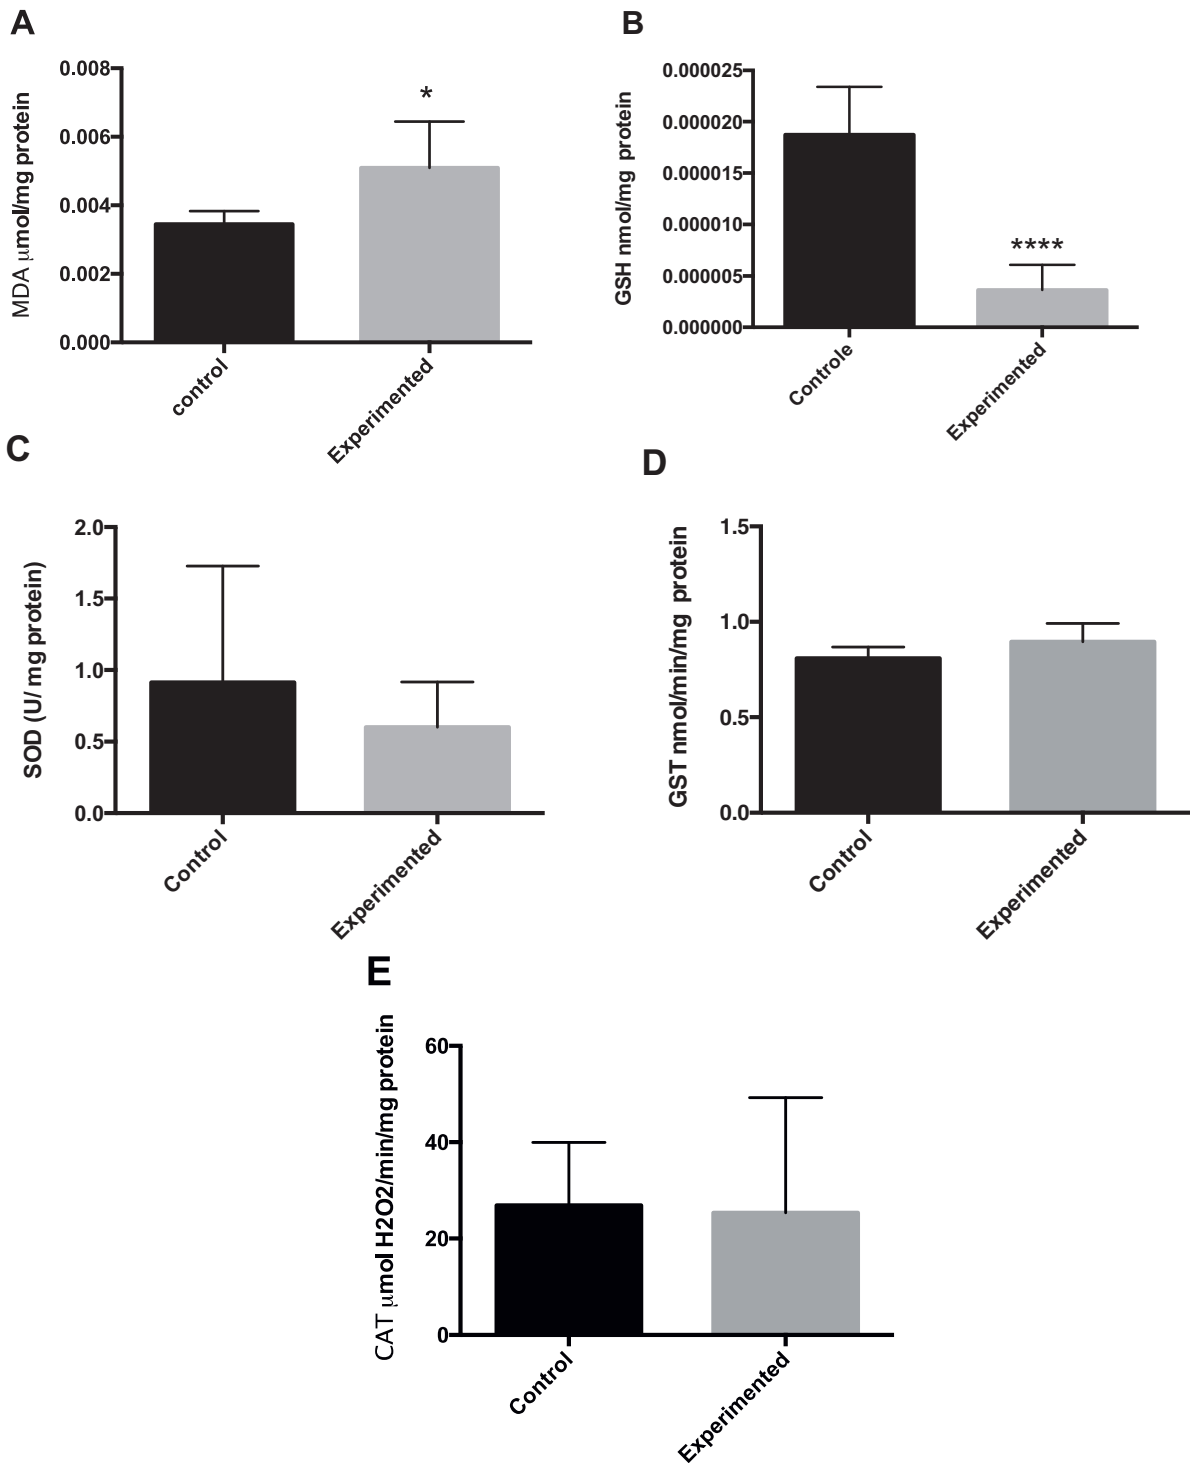 A
MDA μmol/mg protein
0.008
0.006
0.004
0.002
0.000
*
control
Experimented
B
GSH nmol/mg protein
0.000025
0.000020
0.000015
0.000010
0.000005
0.000000
****
Controle
Experimented
C
SOD (U/ mg protein)
2.0
1.5
1.0
0.5
0.0
Control
Experimented
D
GST nmol/min/mg protein
1.5
1.0
0.5
0.0
Control
Experimented
E
CAT μmol H2O2/min/mg protein
60
40
20
0
Control
Experimented